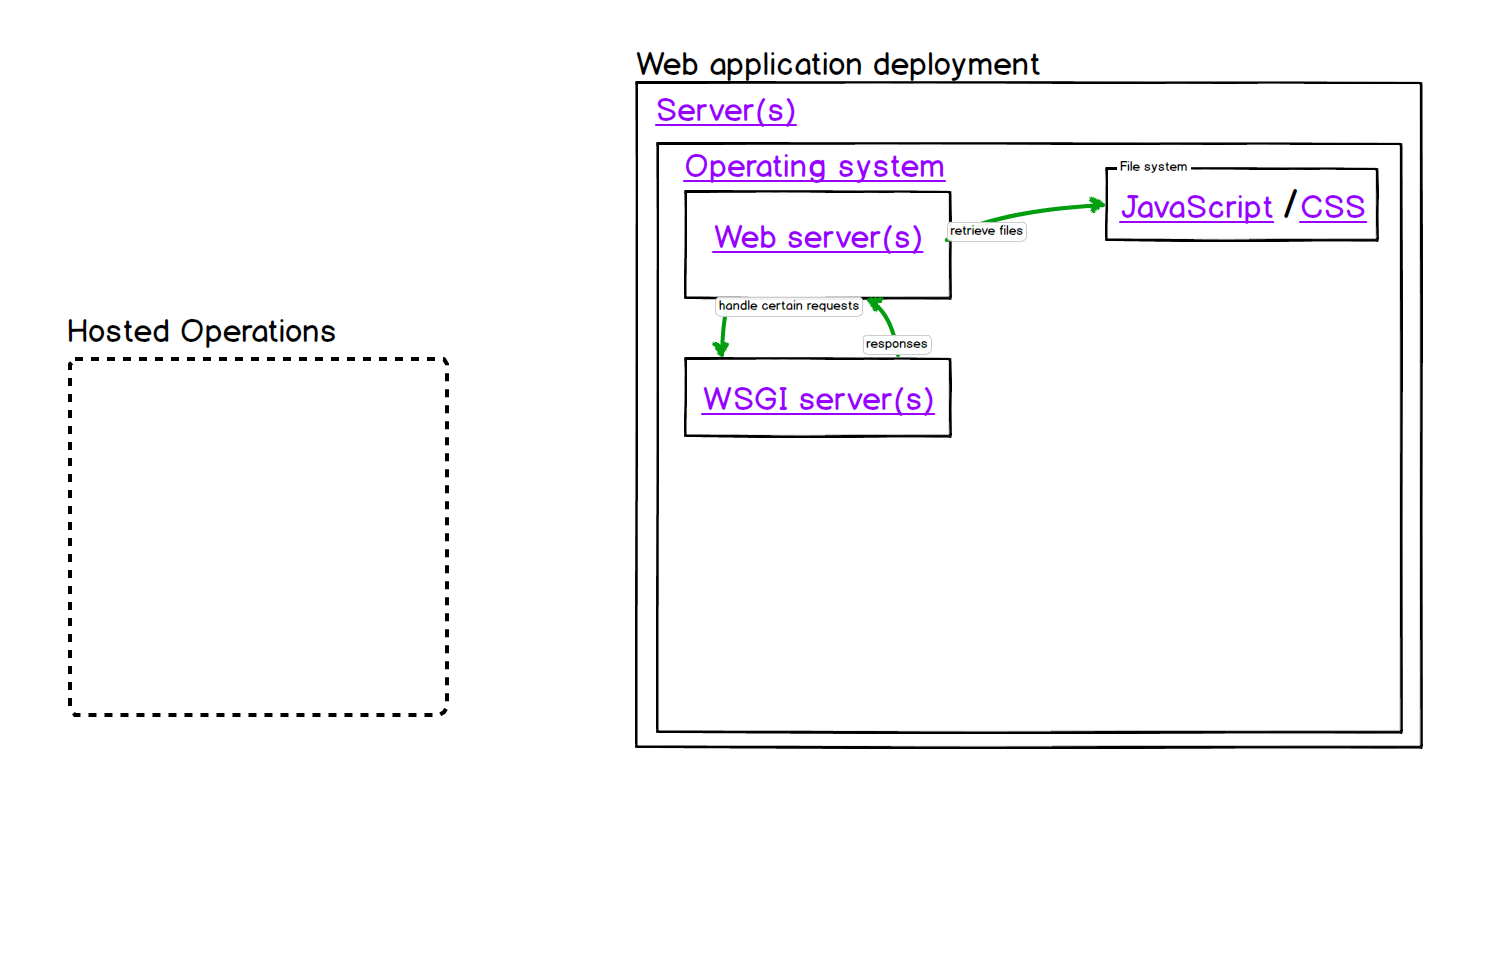 Web application deployment
Server(s)
Operating system
File system
JavaScript / CSS
Web server(s)
retrieve files
handle certain requests
responses
WSGI server(s)
Hosted Operations